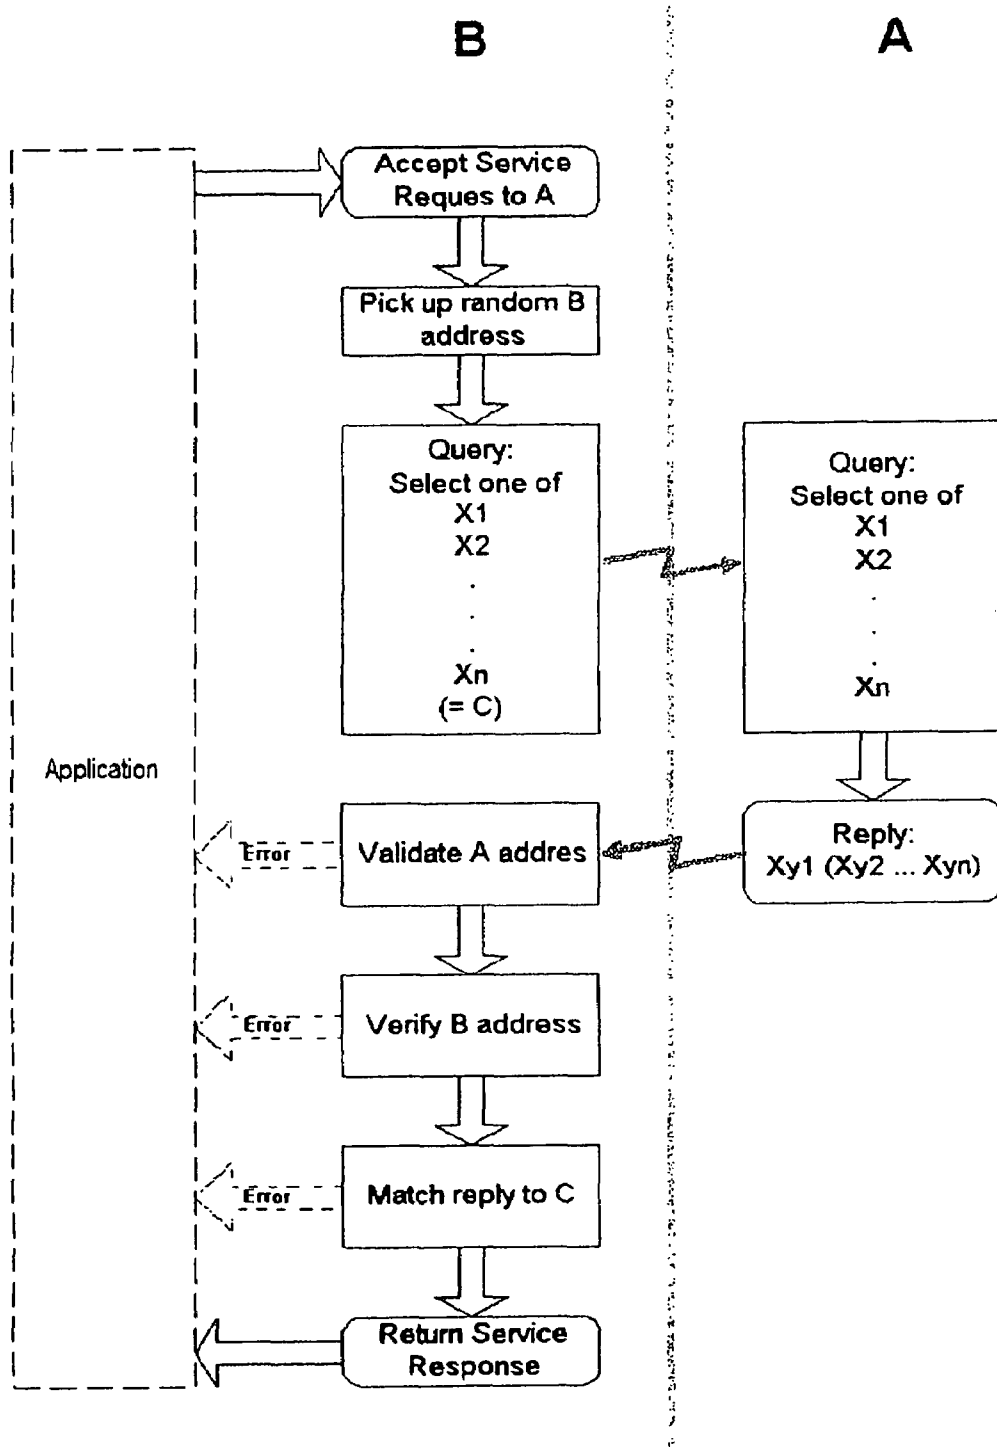 B
A
Accept Service
Reques to A
Pick up random B
address
Query:
Select one of
X1
X2
.
.
.
Xn
(= C)
Query:
Select one of
X1
X2
.
.
.
Xn
Application
Error
Validate A addres
Reply:
Xy1 (Xy2 ... Xyn)
Error
Verify B address
Error
Match reply to C
Return Service
Response